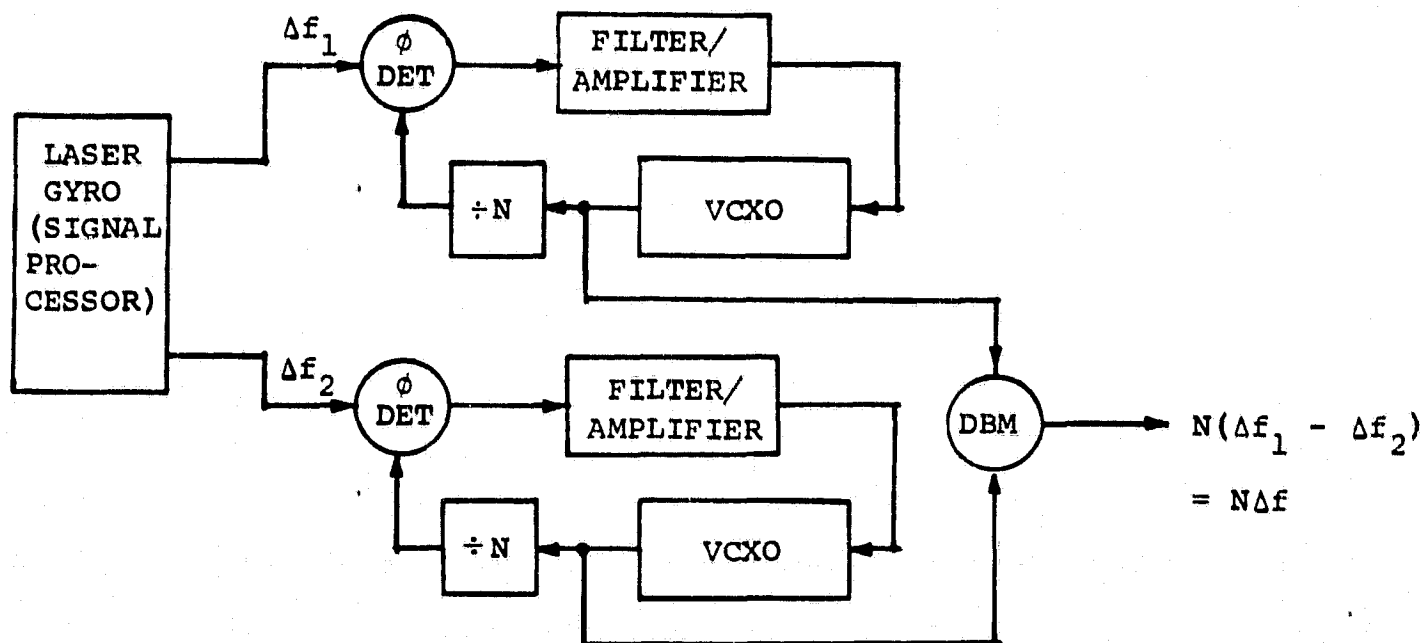 Δf₁
φ
DET
FILTER/
AMPLIFIER
LASER
GYRO
(SIGNAL
PRO-
CESSOR)
÷N
VCXO
Δf₂
φ
DET
FILTER/
AMPLIFIER
DBM
N(Δf₁ - Δf₂)
= NΔf
÷N
VCXO